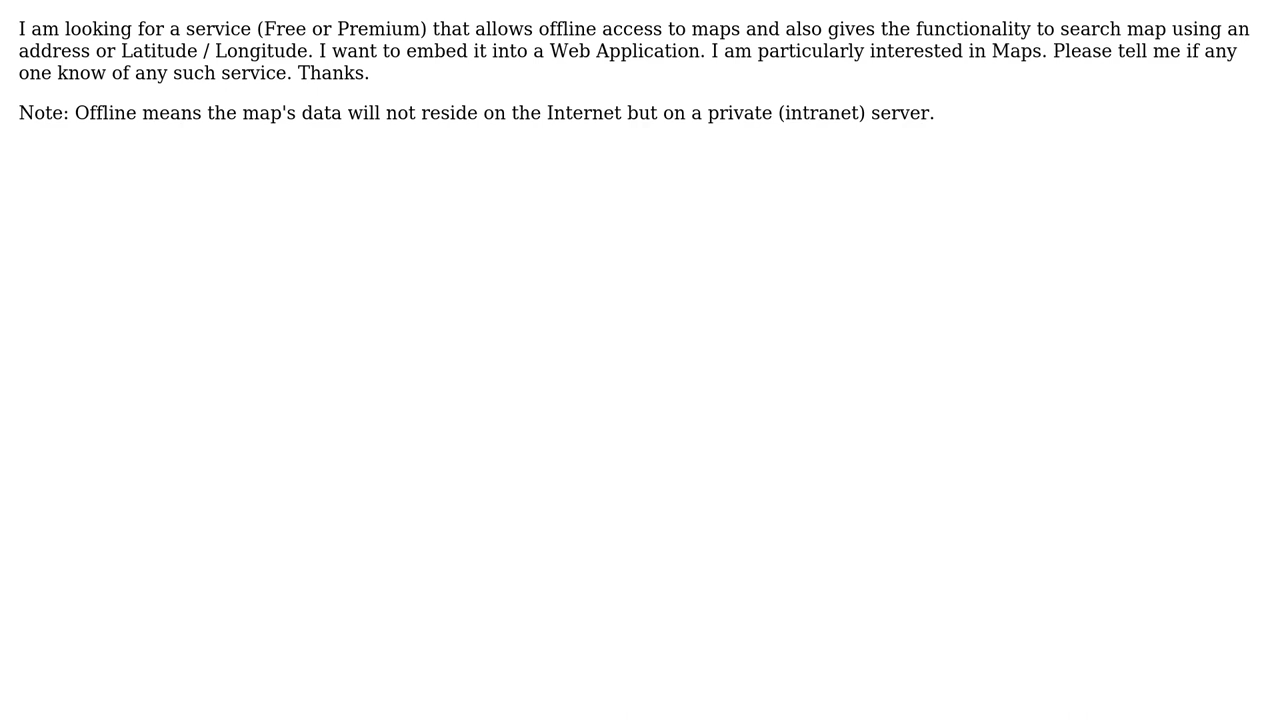 I am looking for a service (Free or Premium) that allows offline access to maps and also gives the functionality to search map using an
address or Latitude / Longitude. I want to embed it into a Web Application. I am particularly interested in Maps. Please tell me if any
one know of any such service. Thanks.
Note: Offline means the map's data will not reside on the Internet but on a private (intranet) server.